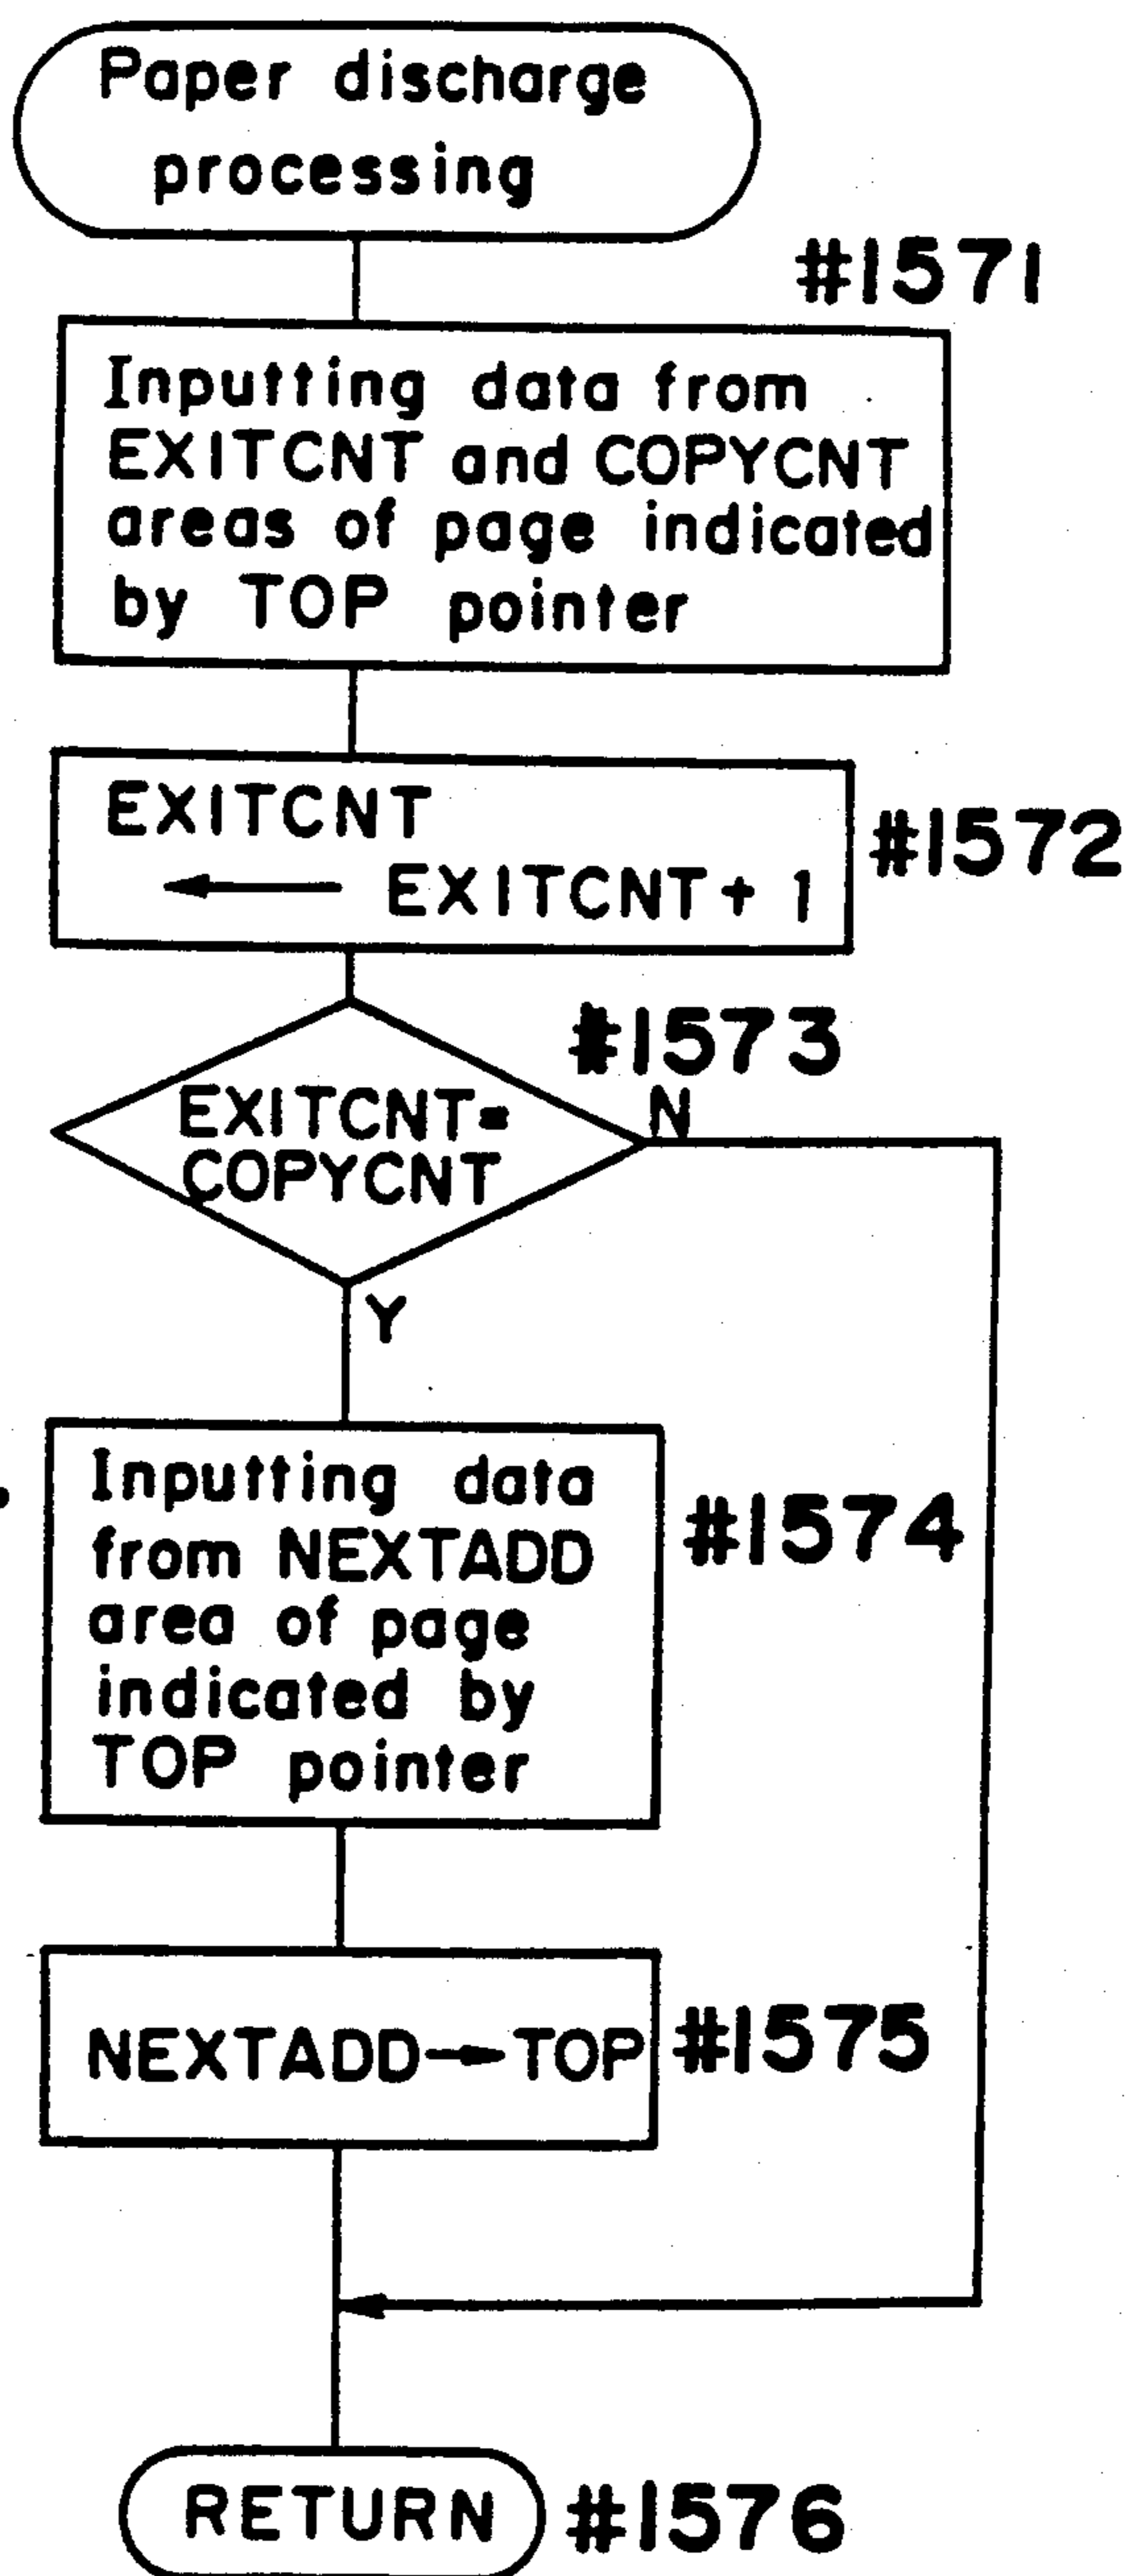 Paper discharge
processing
#1571
Inputting data from
EXITCNT and COPYCNT
areas of page indicated
by TOP pointer
EXITCNT
← EXITCNT + 1
#1572
#1573
EXITCNT=
COPYCNT
N
Y
Inputting data
from NEXTADD
area of page
indicated by
TOP pointer
#1574
NEXTADD→TOP
#1575
RETURN
#1576